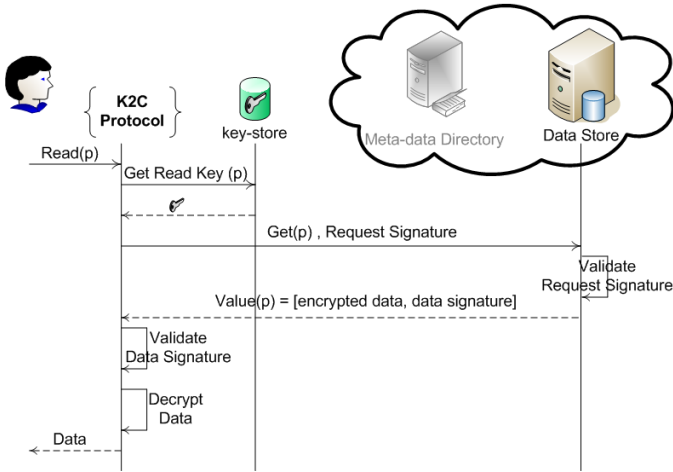 K2C
Protocol
key-store
Meta-data Directory
Data Store
Read(p)
Get Read Key (p)
Get(p) , Request Signature
Validate
Request Signature
Value(p) = [encrypted data, data signature]
Validate
Data Signature
Decrypt
Data
Data